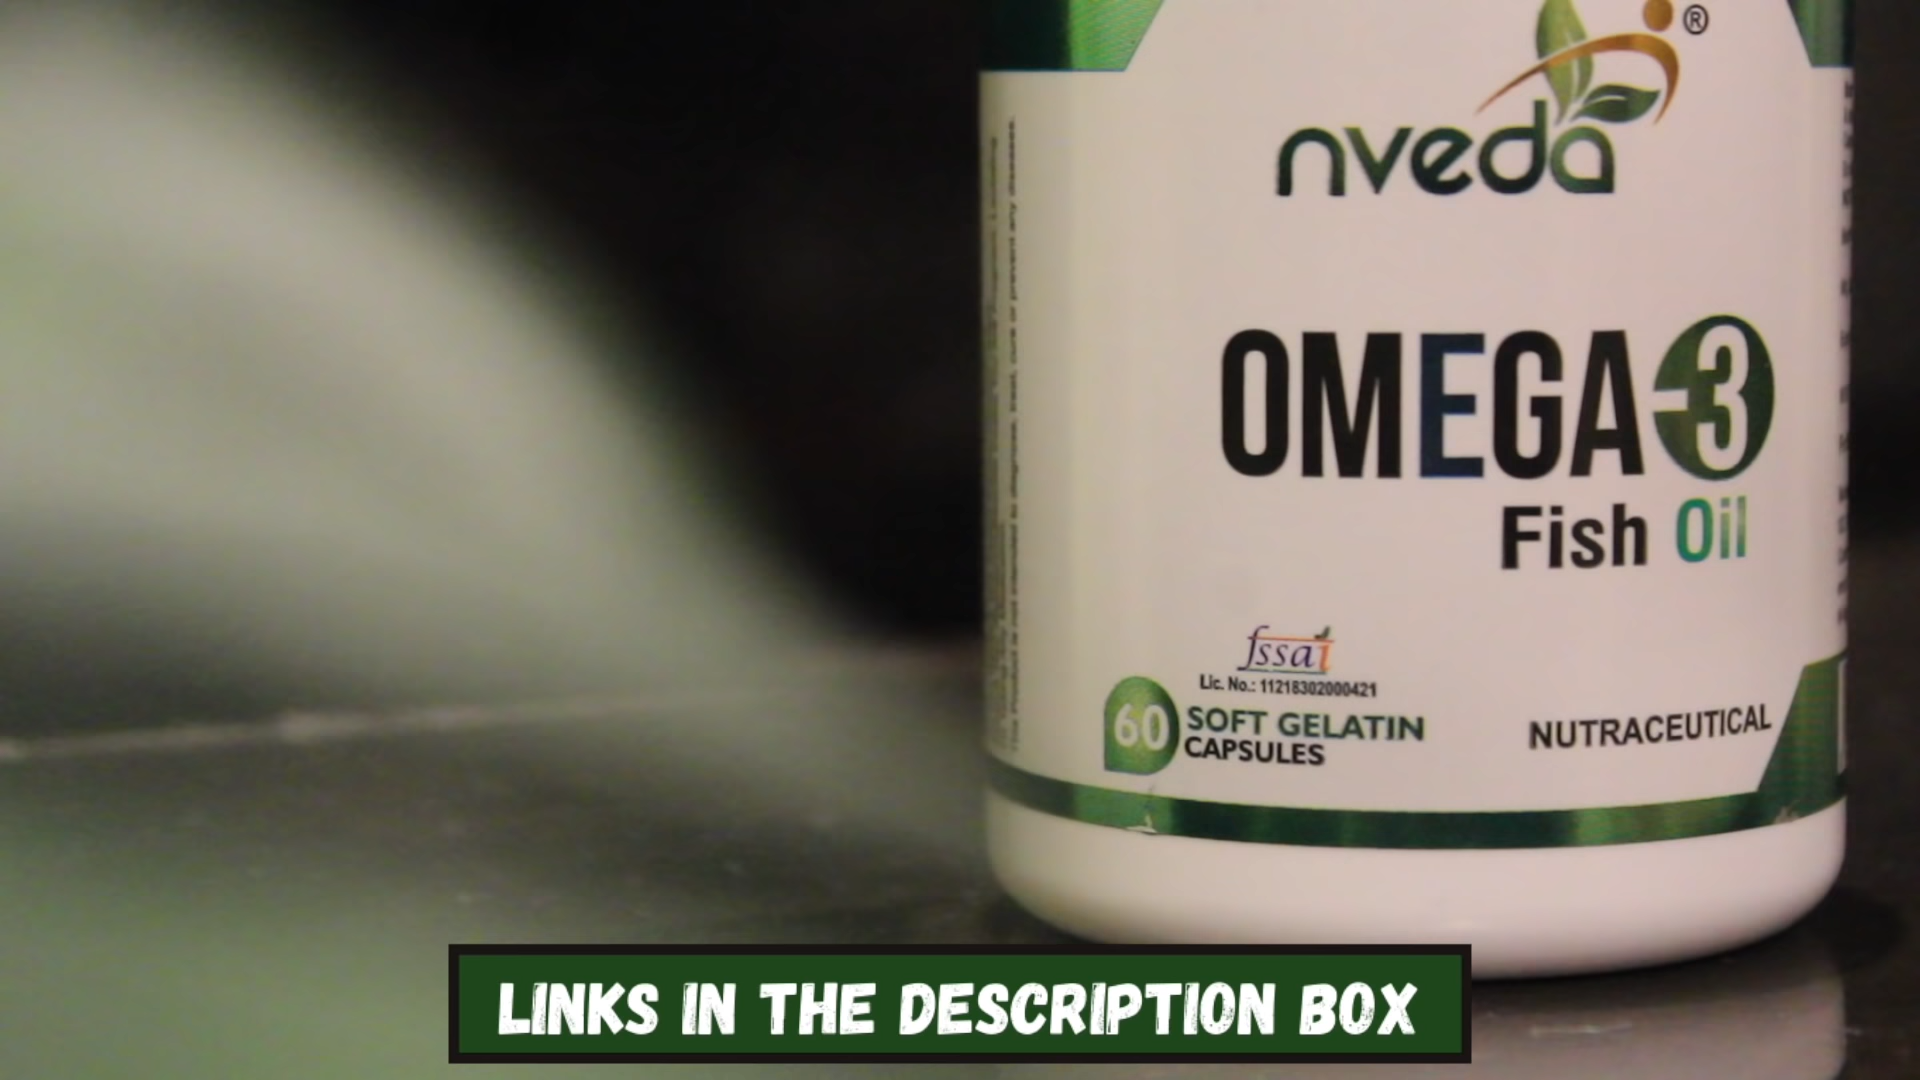 ®
nveda
OMEGA-3
Fish Oil
fssai
Lic. No.: 11218302000421
60 SOFT GELATIN
CAPSULES
NUTRACEUTICAL
LINKS IN THE DESCRIPTION BOX